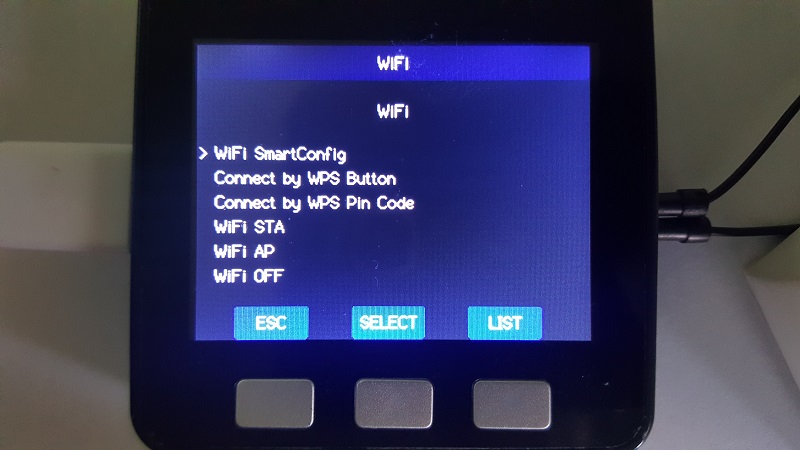 WiFi
WiFi
> WiFi SmartConfig
Connect by WPS Button
Connect by WPS Pin Code
WiFi STA
WiFi AP
WiFi OFF
ESC SELECT LIST